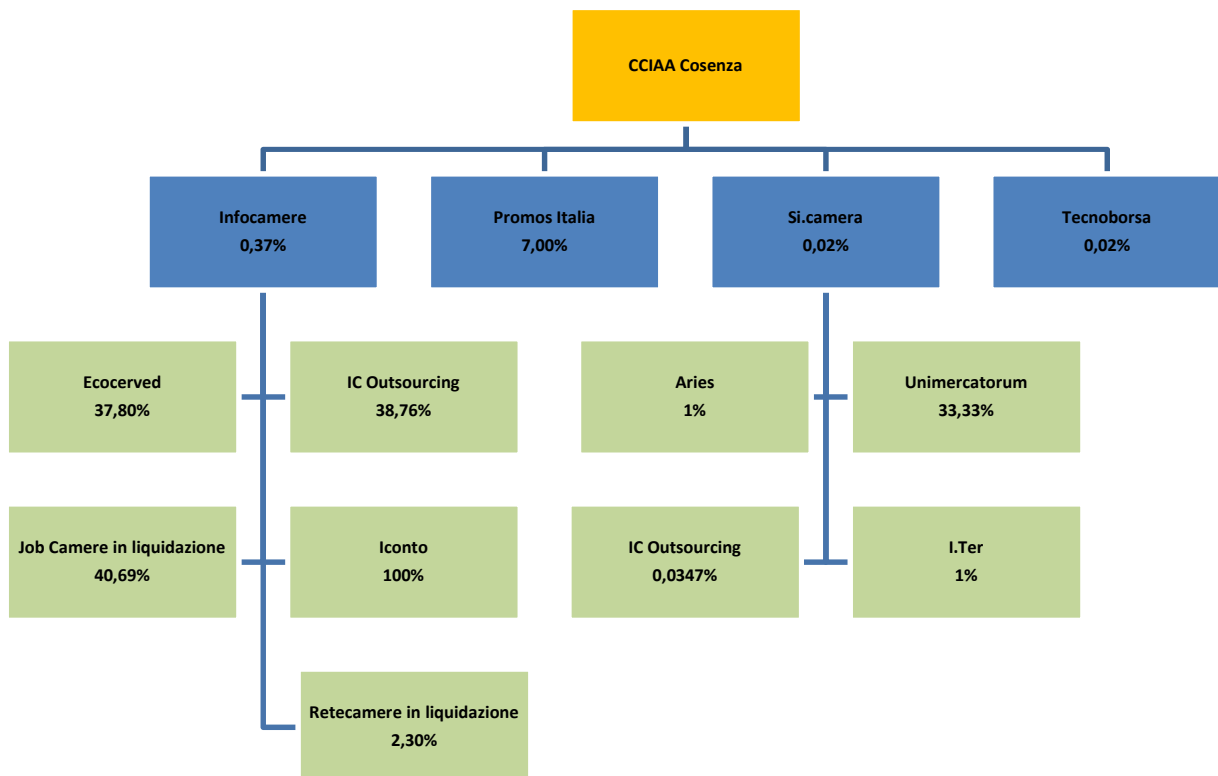 CCIAA Cosenza
Infocamere
0,37%
Promos Italia
7,00%
Si.camera
0,02%
Tecnoborsa
0,02%
Ecocerved
37,80%
IC Outsourcing
38,76%
Aries
1%
Unimercatorum
33,33%
Job Camere in liquidazione
40,69%
Iconto
100%
IC Outsourcing
0,0347%
I.Ter
1%
Retecamere in liquidazione
2,30%